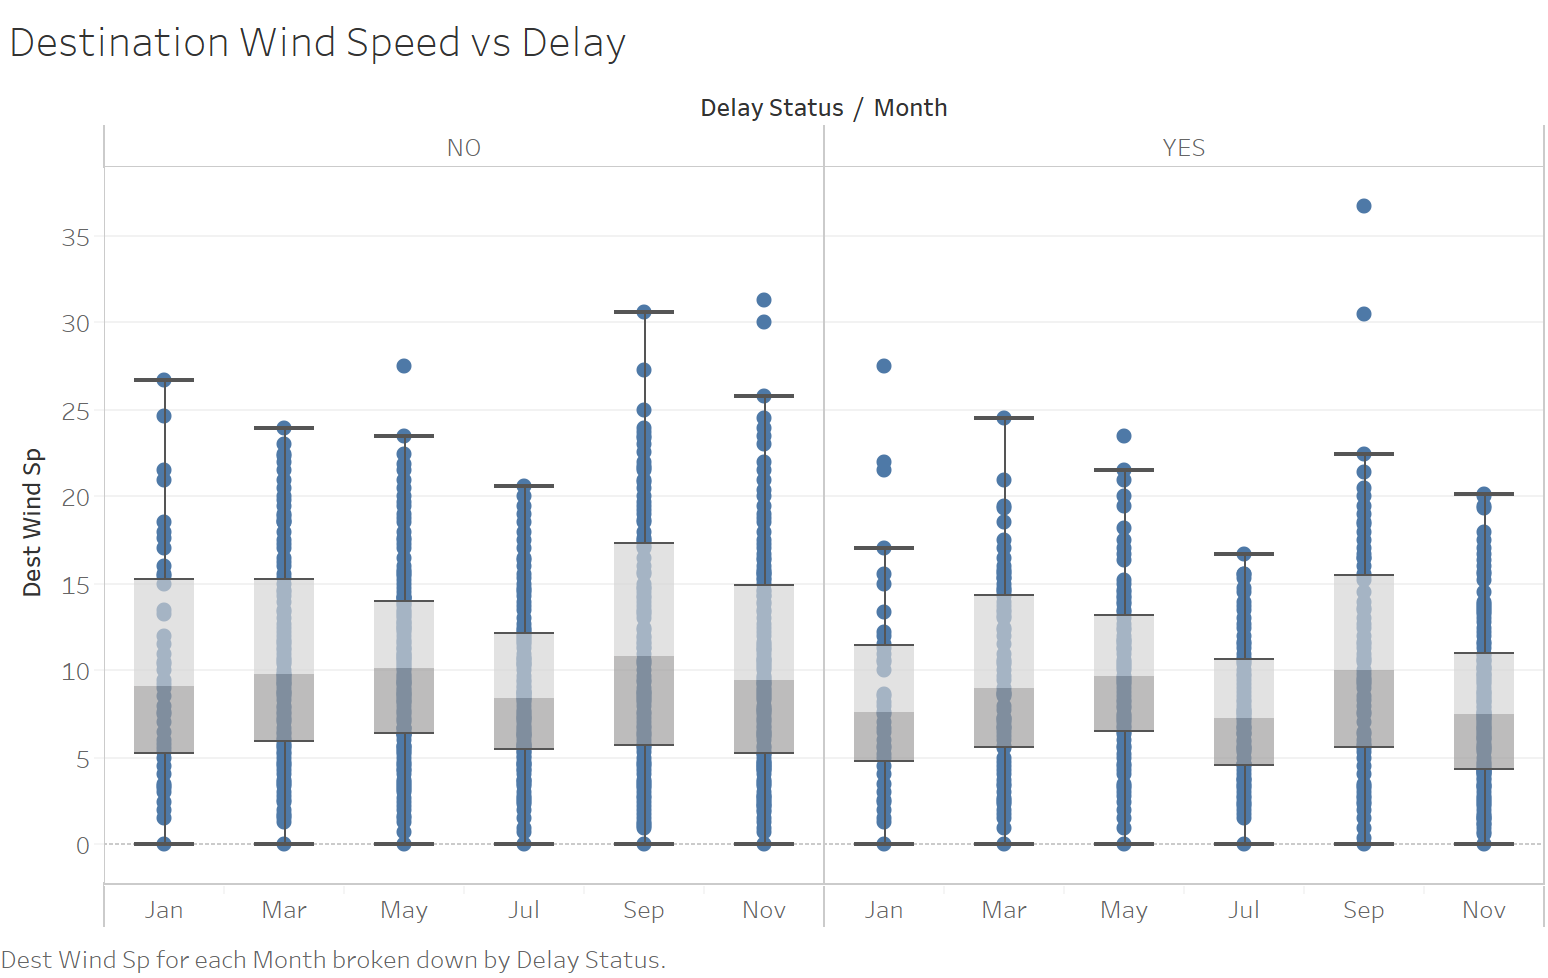 Destination Wind Speed vs Delay
Delay Status / Month
NO YES
35
30
25
20
15
10
5
0
Dest Wind Sp
Jan Mar May Jul Sep Nov Jan Mar May Jul Sep Nov
Dest Wind Sp for each Month broken down by Delay Status.